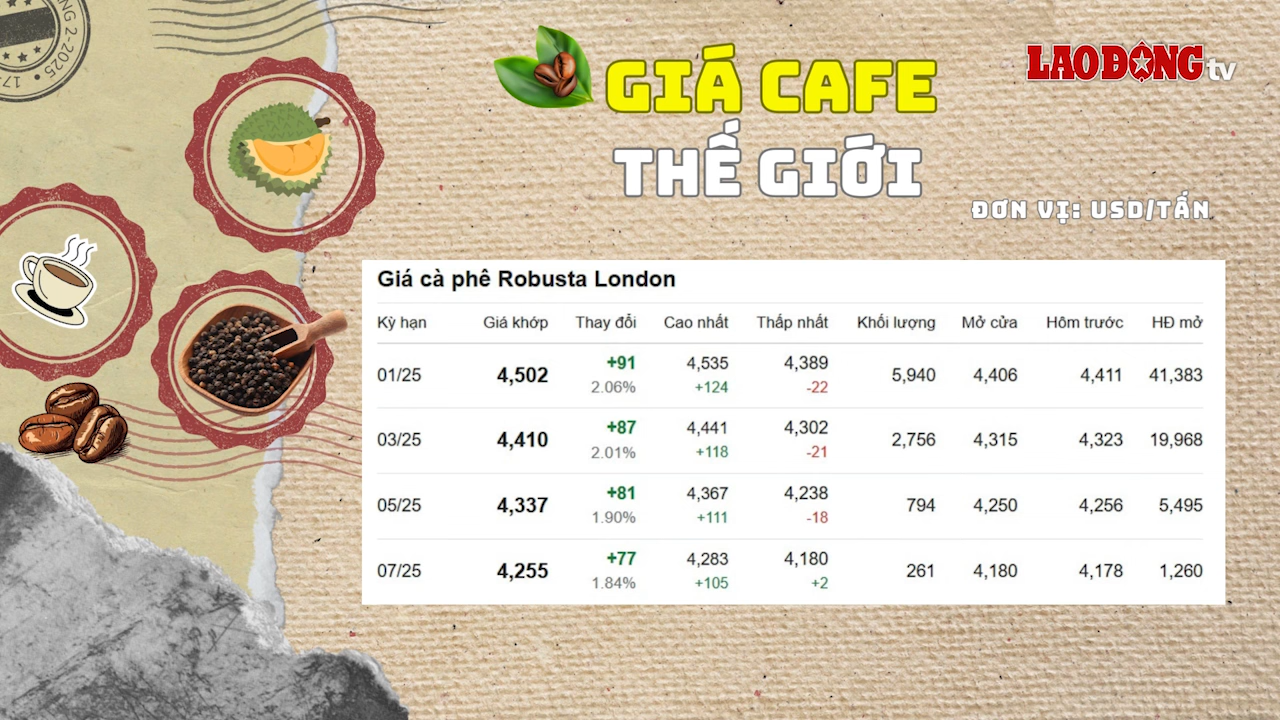 NG 2-2025
17
GIÁ CAFE
THẾ GIỚI
LAO ĐỘNG tv
ĐƠN VỊ: USD/TẤN
Giá cà phê Robusta London
Kỳ hạn Giá khớp Thay đổi Cao nhất Thấp nhất Khối lượng Mở cửa Hôm trước HĐ mở
+91 4,535 4,389
01/25 4,502 5,940 4,406 4,411 41,383
2.06% +124 -22
+87 4,441 4,302
03/25 4,410 2,756 4,315 4,323 19,968
2.01% +118 -21
+81 4,367 4,238
05/25 4,337 794 4,250 4,256 5,495
1.90% +111 -18
+77 4,283 4,180
07/25 4,255 261 4,180 4,178 1,260
1.84% +105 +2